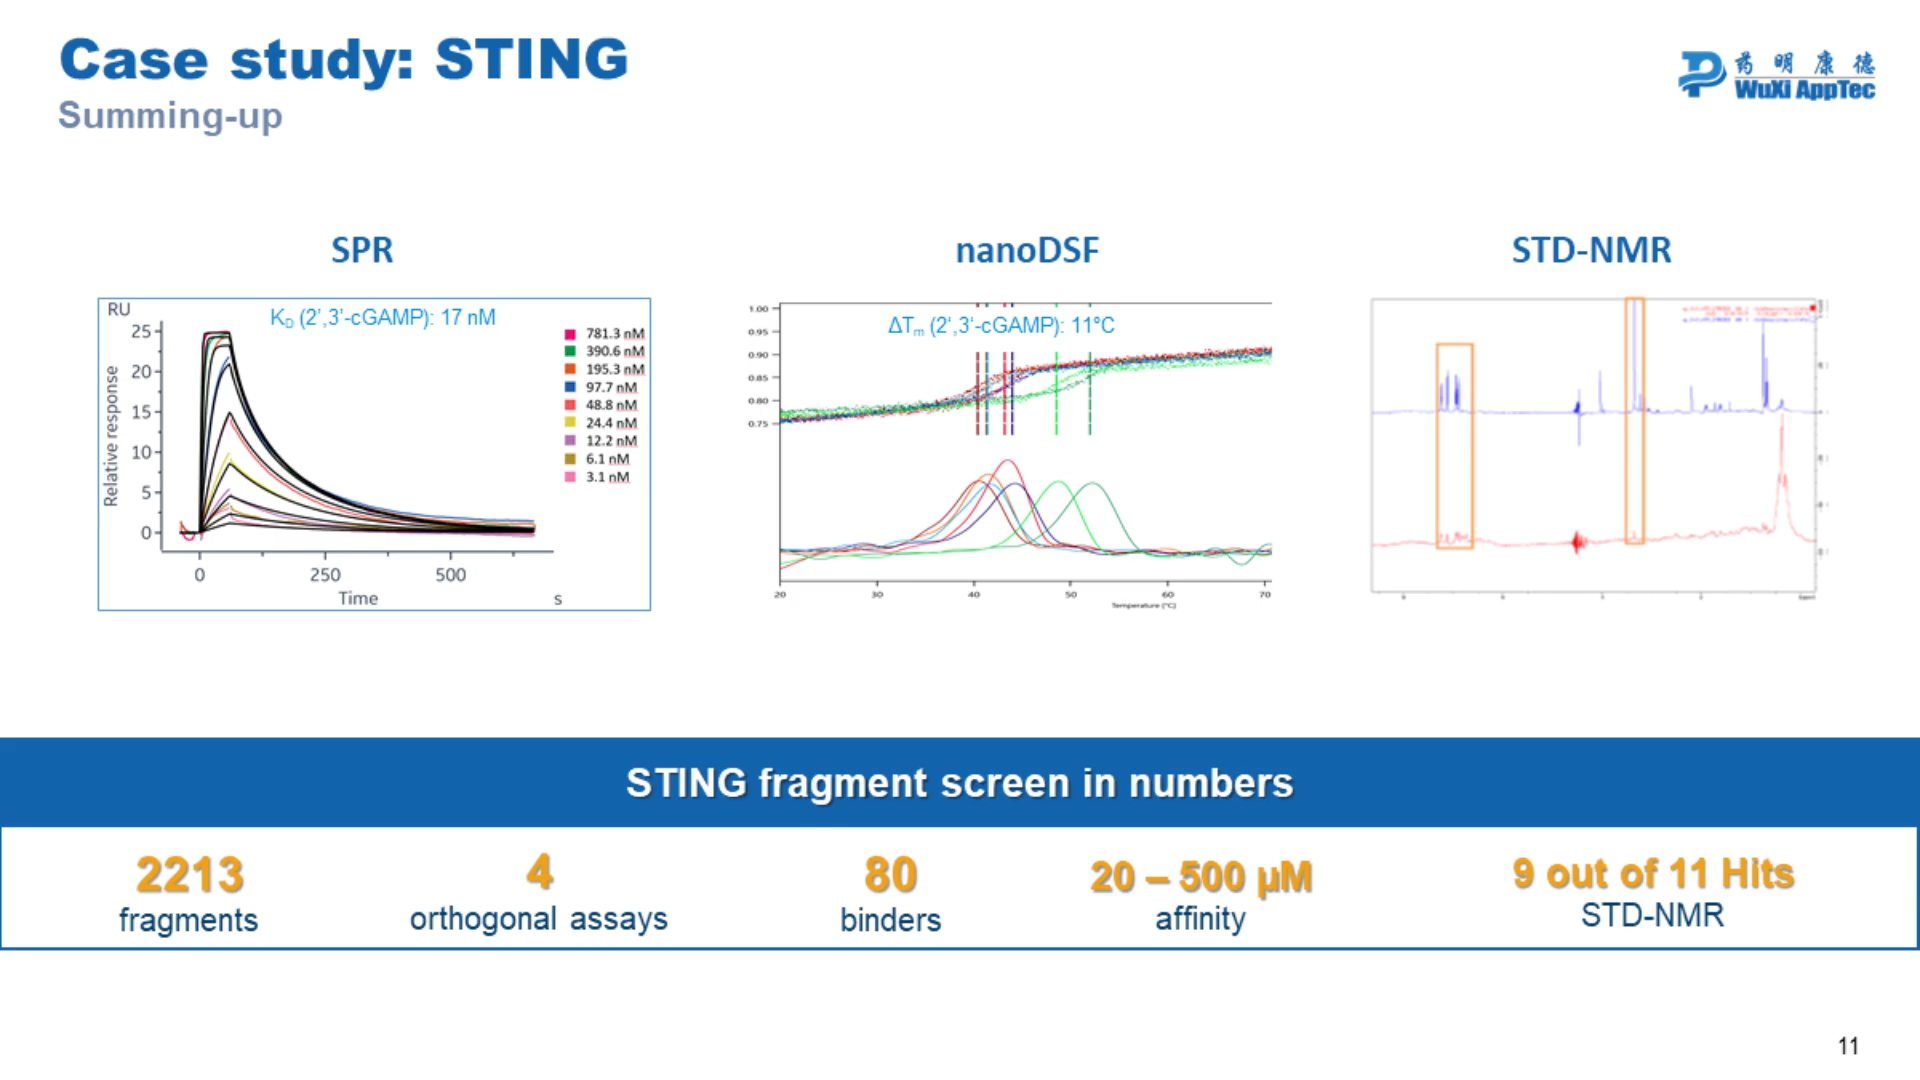 Case study: STING
Summing-up
药明康德
WuXi AppTec
SPR
nanoDSF
STD-NMR
RU
K_D (2',3'-cGAMP): 17 nM
25
20
15
10
5
0
Relative response
0
250
500
Time
s
781.3 nM
390.6 nM
195.3 nM
97.7 nM
48.8 nM
24.4 nM
12.2 nM
6.1 nM
3.1 nM
ΔTm (2‘,3‘-cGAMP): 11°C
1.00
0.95
0.90
0.85
0.80
0.75
20
30
40
50
60
70
Temperature (°C)
STING fragment screen in numbers
2213
fragments
4
orthogonal assays
80
binders
20 – 500 µM
affinity
9 out of 11 Hits
STD-NMR
11